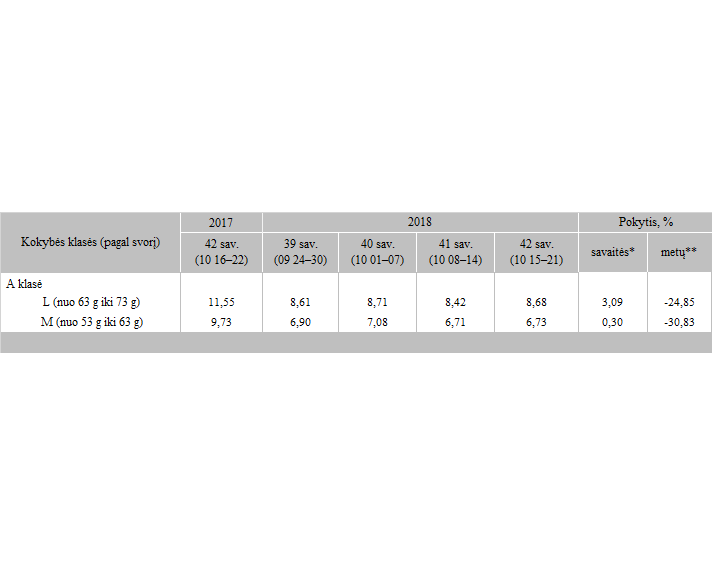 Kokybės klasės (pagal svorį) 2017 2018 Pokytis, %
42 sav. (10 16–22) 39 sav. (09 24–30) 40 sav. (10 01–07) 41 sav. (10 08–14) 42 sav. (10 15–21) savaitės* metų**
A klasė
L (nuo 63 g iki 73 g) 11,55 8,61 8,71 8,42 8,68 3,09 -24,85
M (nuo 53 g iki 63 g) 9,73 6,90 7,08 6,71 6,73 0,30 -30,83